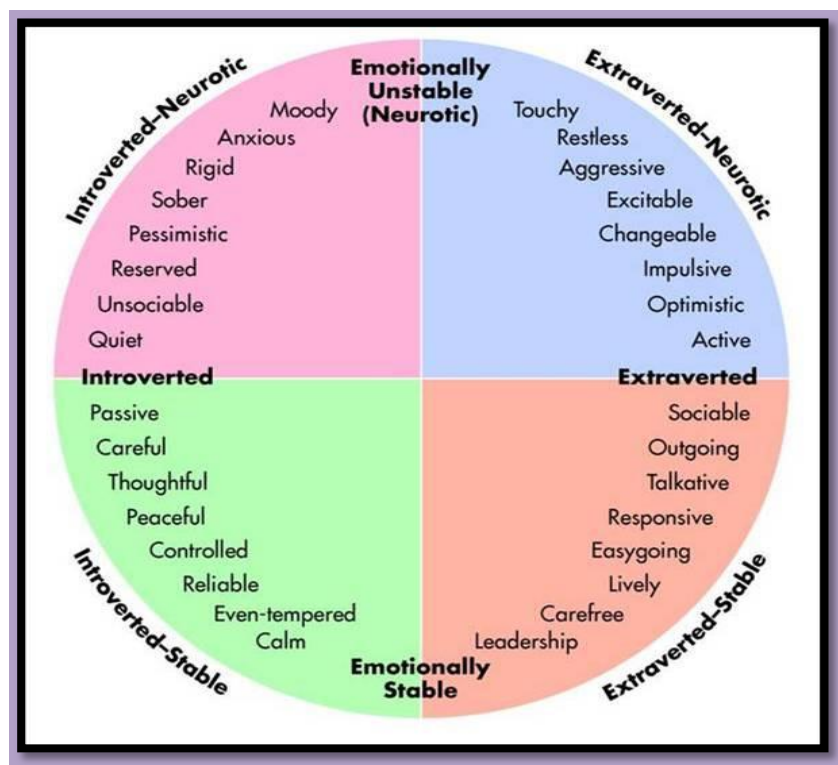 Emotionally
Unstable
(Neurotic)
Introverted–Neurotic
Moody
Anxious
Rigid
Sober
Pessimistic
Reserved
Unsociable
Quiet
Extraverted–Neurotic
Touchy
Restless
Aggressive
Excitable
Changeable
Impulsive
Optimistic
Active
Introverted
Extraverted
Passive
Careful
Thoughtful
Peaceful
Controlled
Reliable
Even-tempered
Calm
Introverted–Stable
Sociable
Outgoing
Talkative
Responsive
Easygoing
Lively
Carefree
Leadership
Extraverted–Stable
Emotionally
Stable